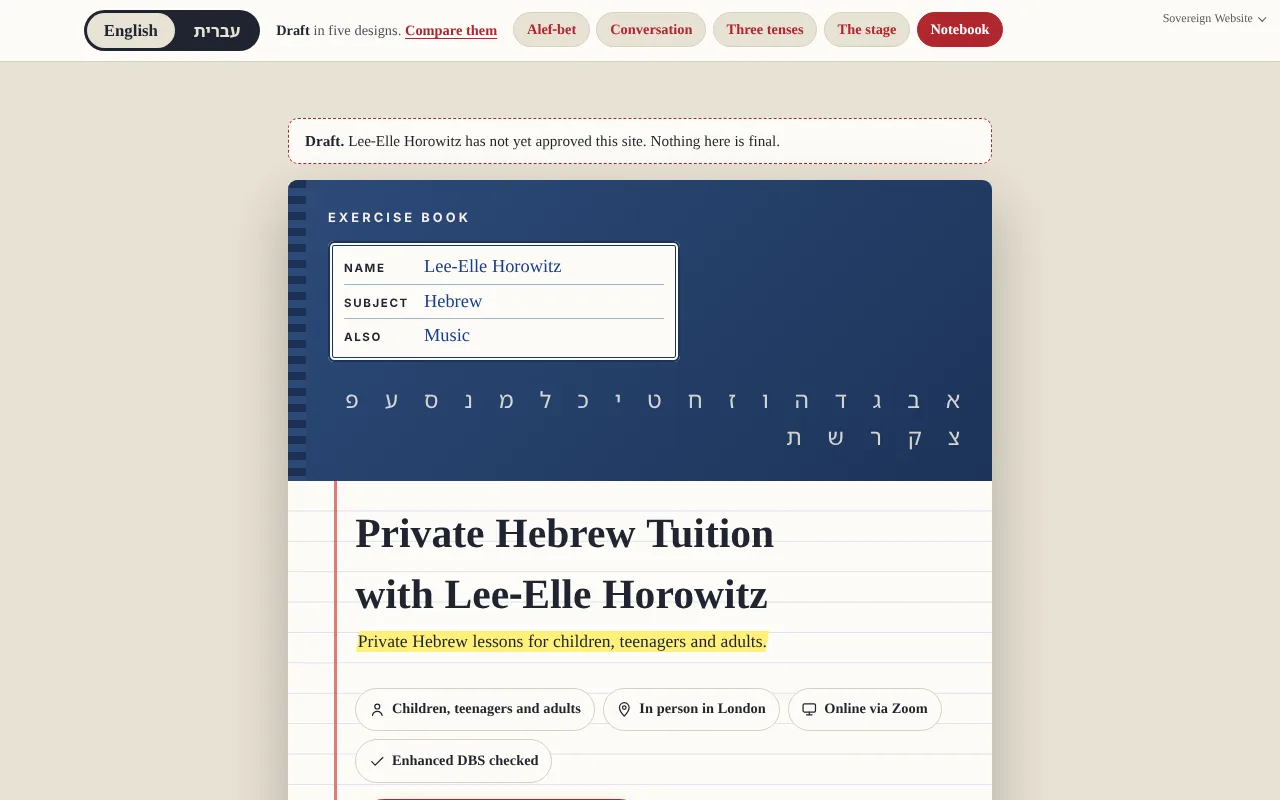 English עברית Draft in five designs. Compare them Alef-bet Conversation Three tenses The stage Notebook Sovereign Website
Draft. Lee-Elle Horowitz has not yet approved this site. Nothing here is final.
EXERCISE BOOK
NAME Lee-Elle Horowitz
SUBJECT Hebrew
ALSO Music
א ב ג ד ה ו ז ח ט י כ ל מ נ ס ע פ
צ ק ר ש ת
Private Hebrew Tuition
with Lee-Elle Horowitz
Private Hebrew lessons for children, teenagers and adults.
Children, teenagers and adults In person in London Online via Zoom
Enhanced DBS checked